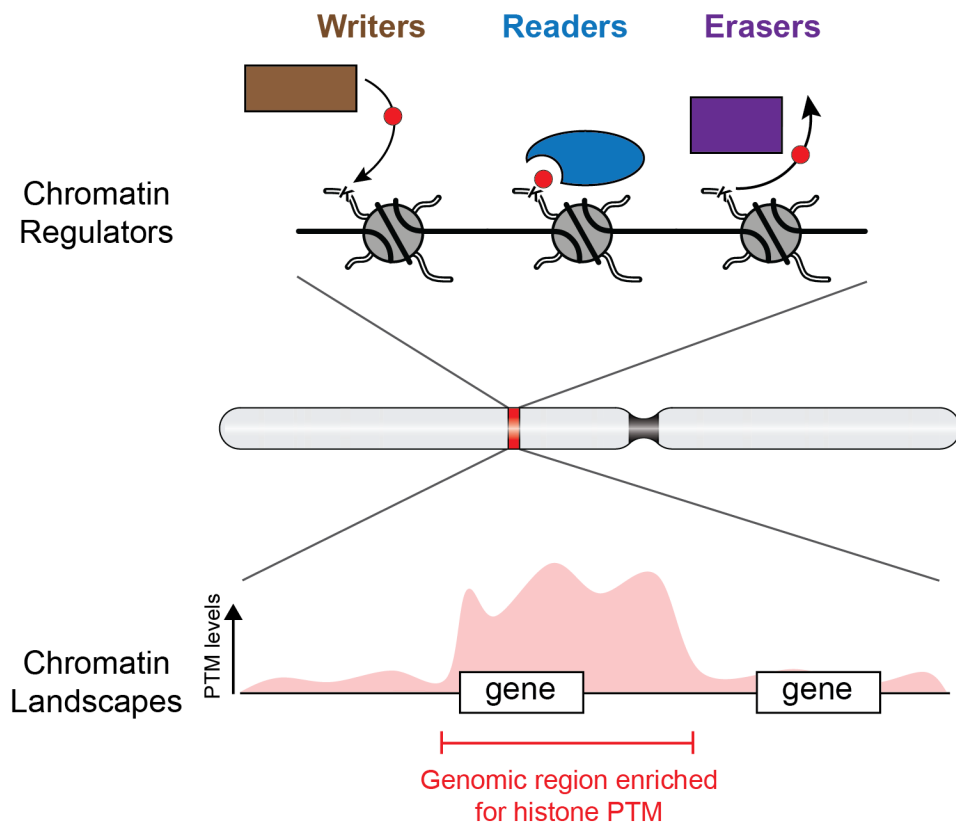 Writers Readers Erasers
Chromatin
Regulators
K K K
PTM levels
Chromatin
Landscapes
gene gene
Genomic region enriched
for histone PTM